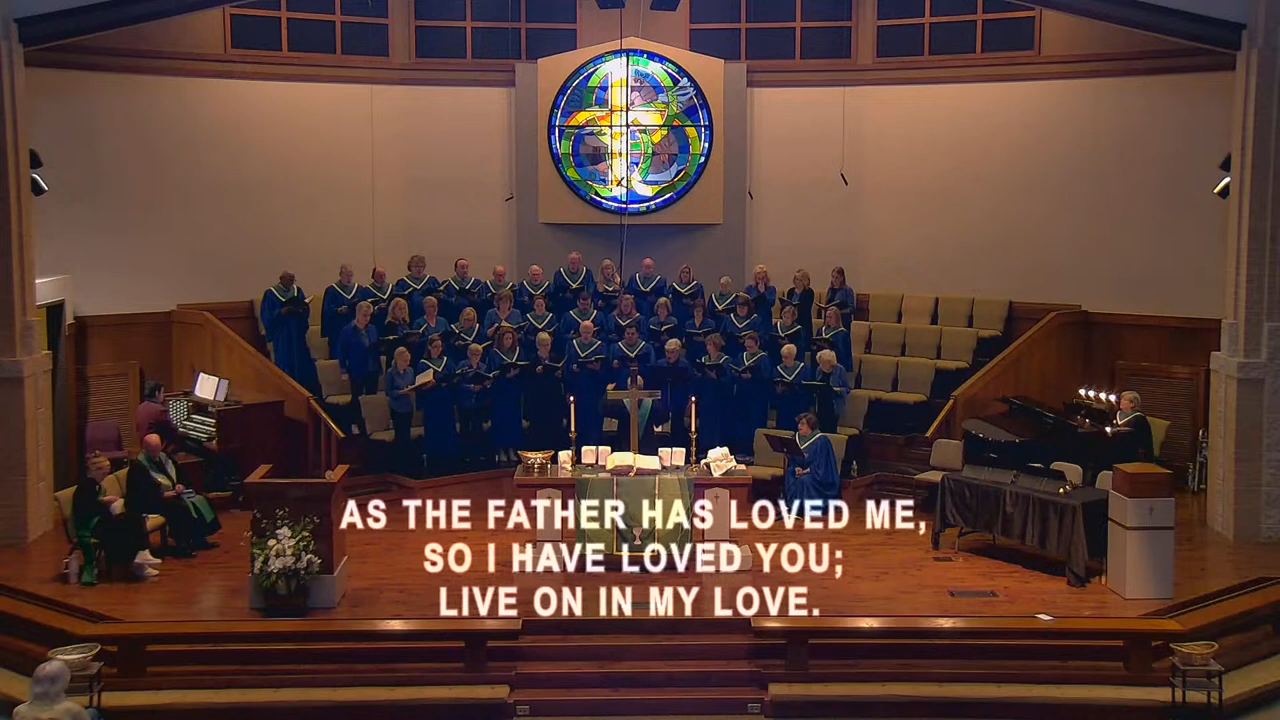 AS THE FATHER HAS LOVED ME,
SO I HAVE LOVED YOU;
LIVE ON IN MY LOVE.